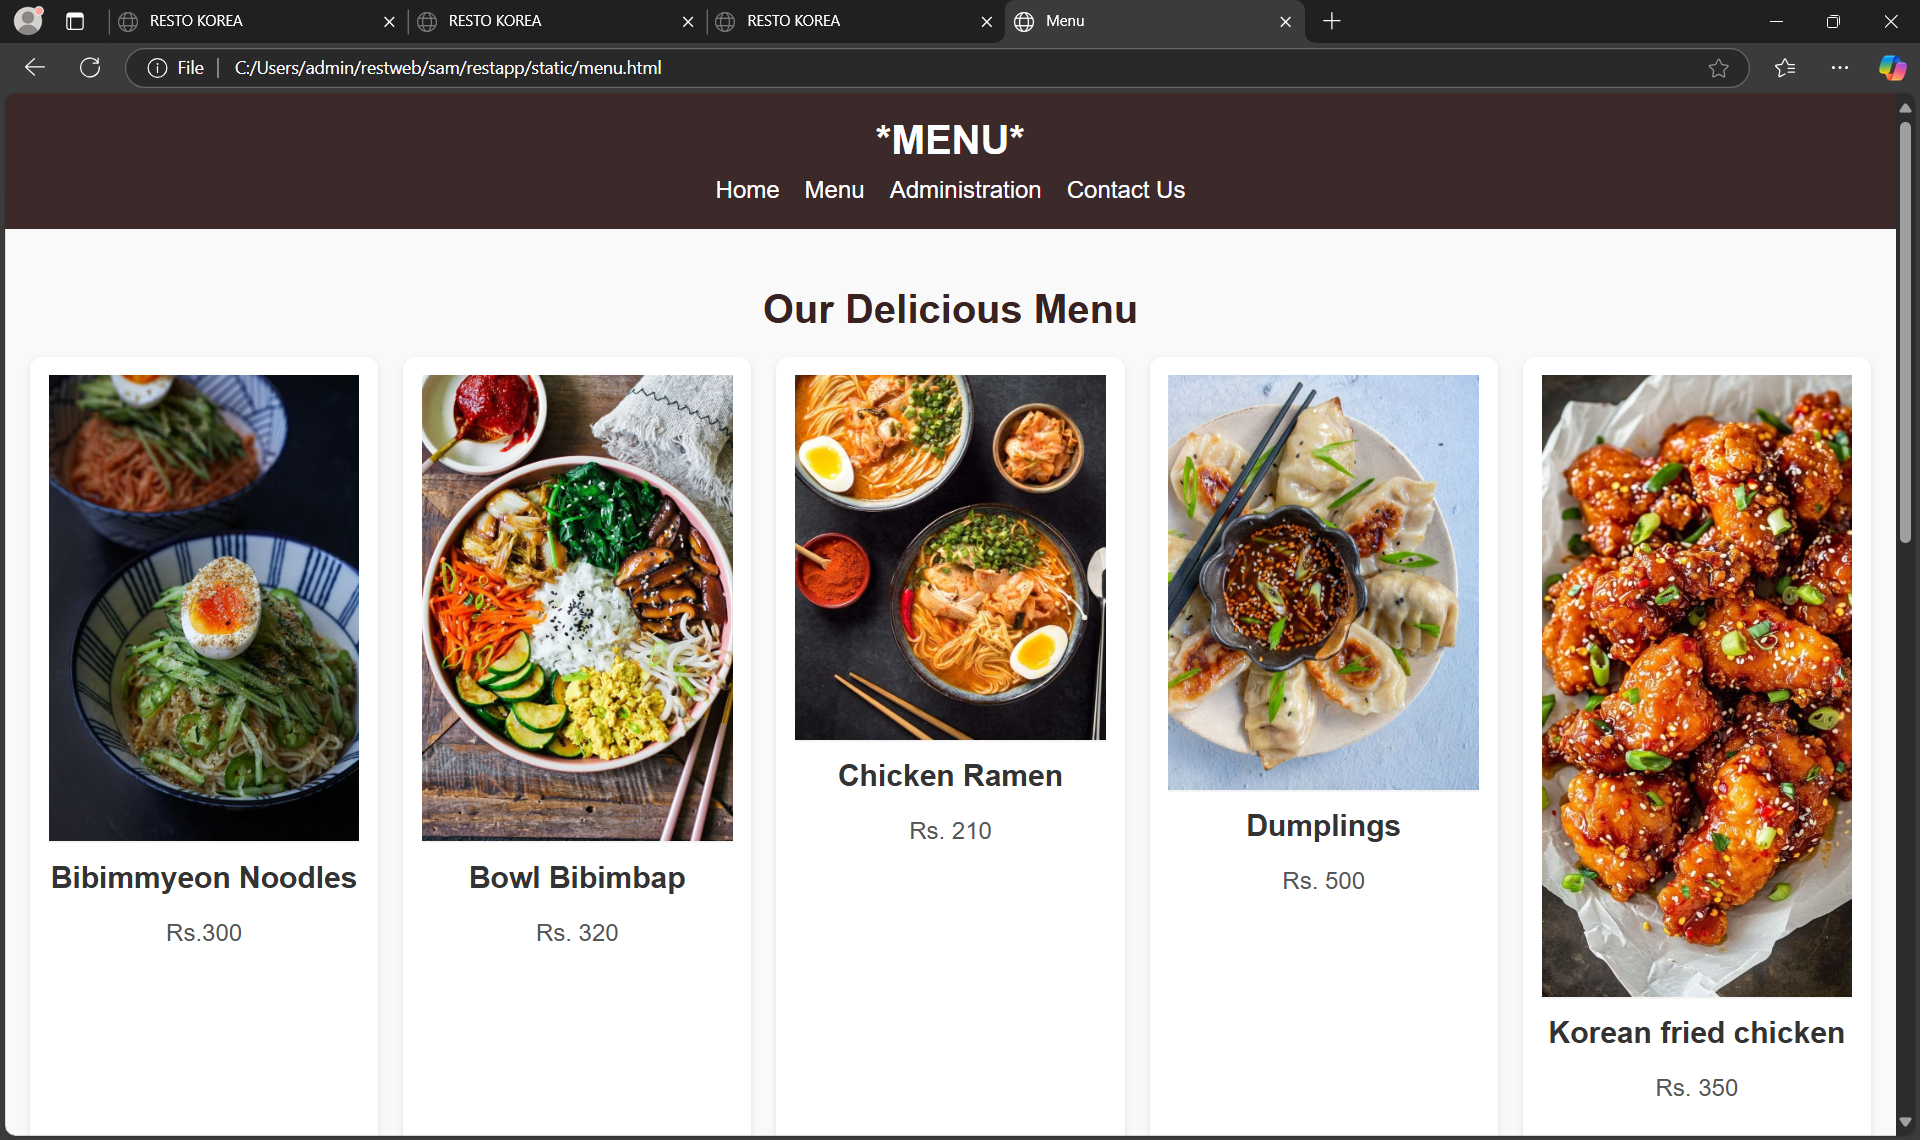 RESTO KOREA
RESTO KOREA
RESTO KOREA
Menu
File
C:/Users/admin/restweb/sam/restapp/static/menu.html
*MENU*
Home Menu Administration Contact Us
Our Delicious Menu
Bibimmyeon Noodles
Rs.300
Bowl Bibimbap
Rs. 320
Chicken Ramen
Rs. 210
Dumplings
Rs. 500
Korean fried chicken
Rs. 350